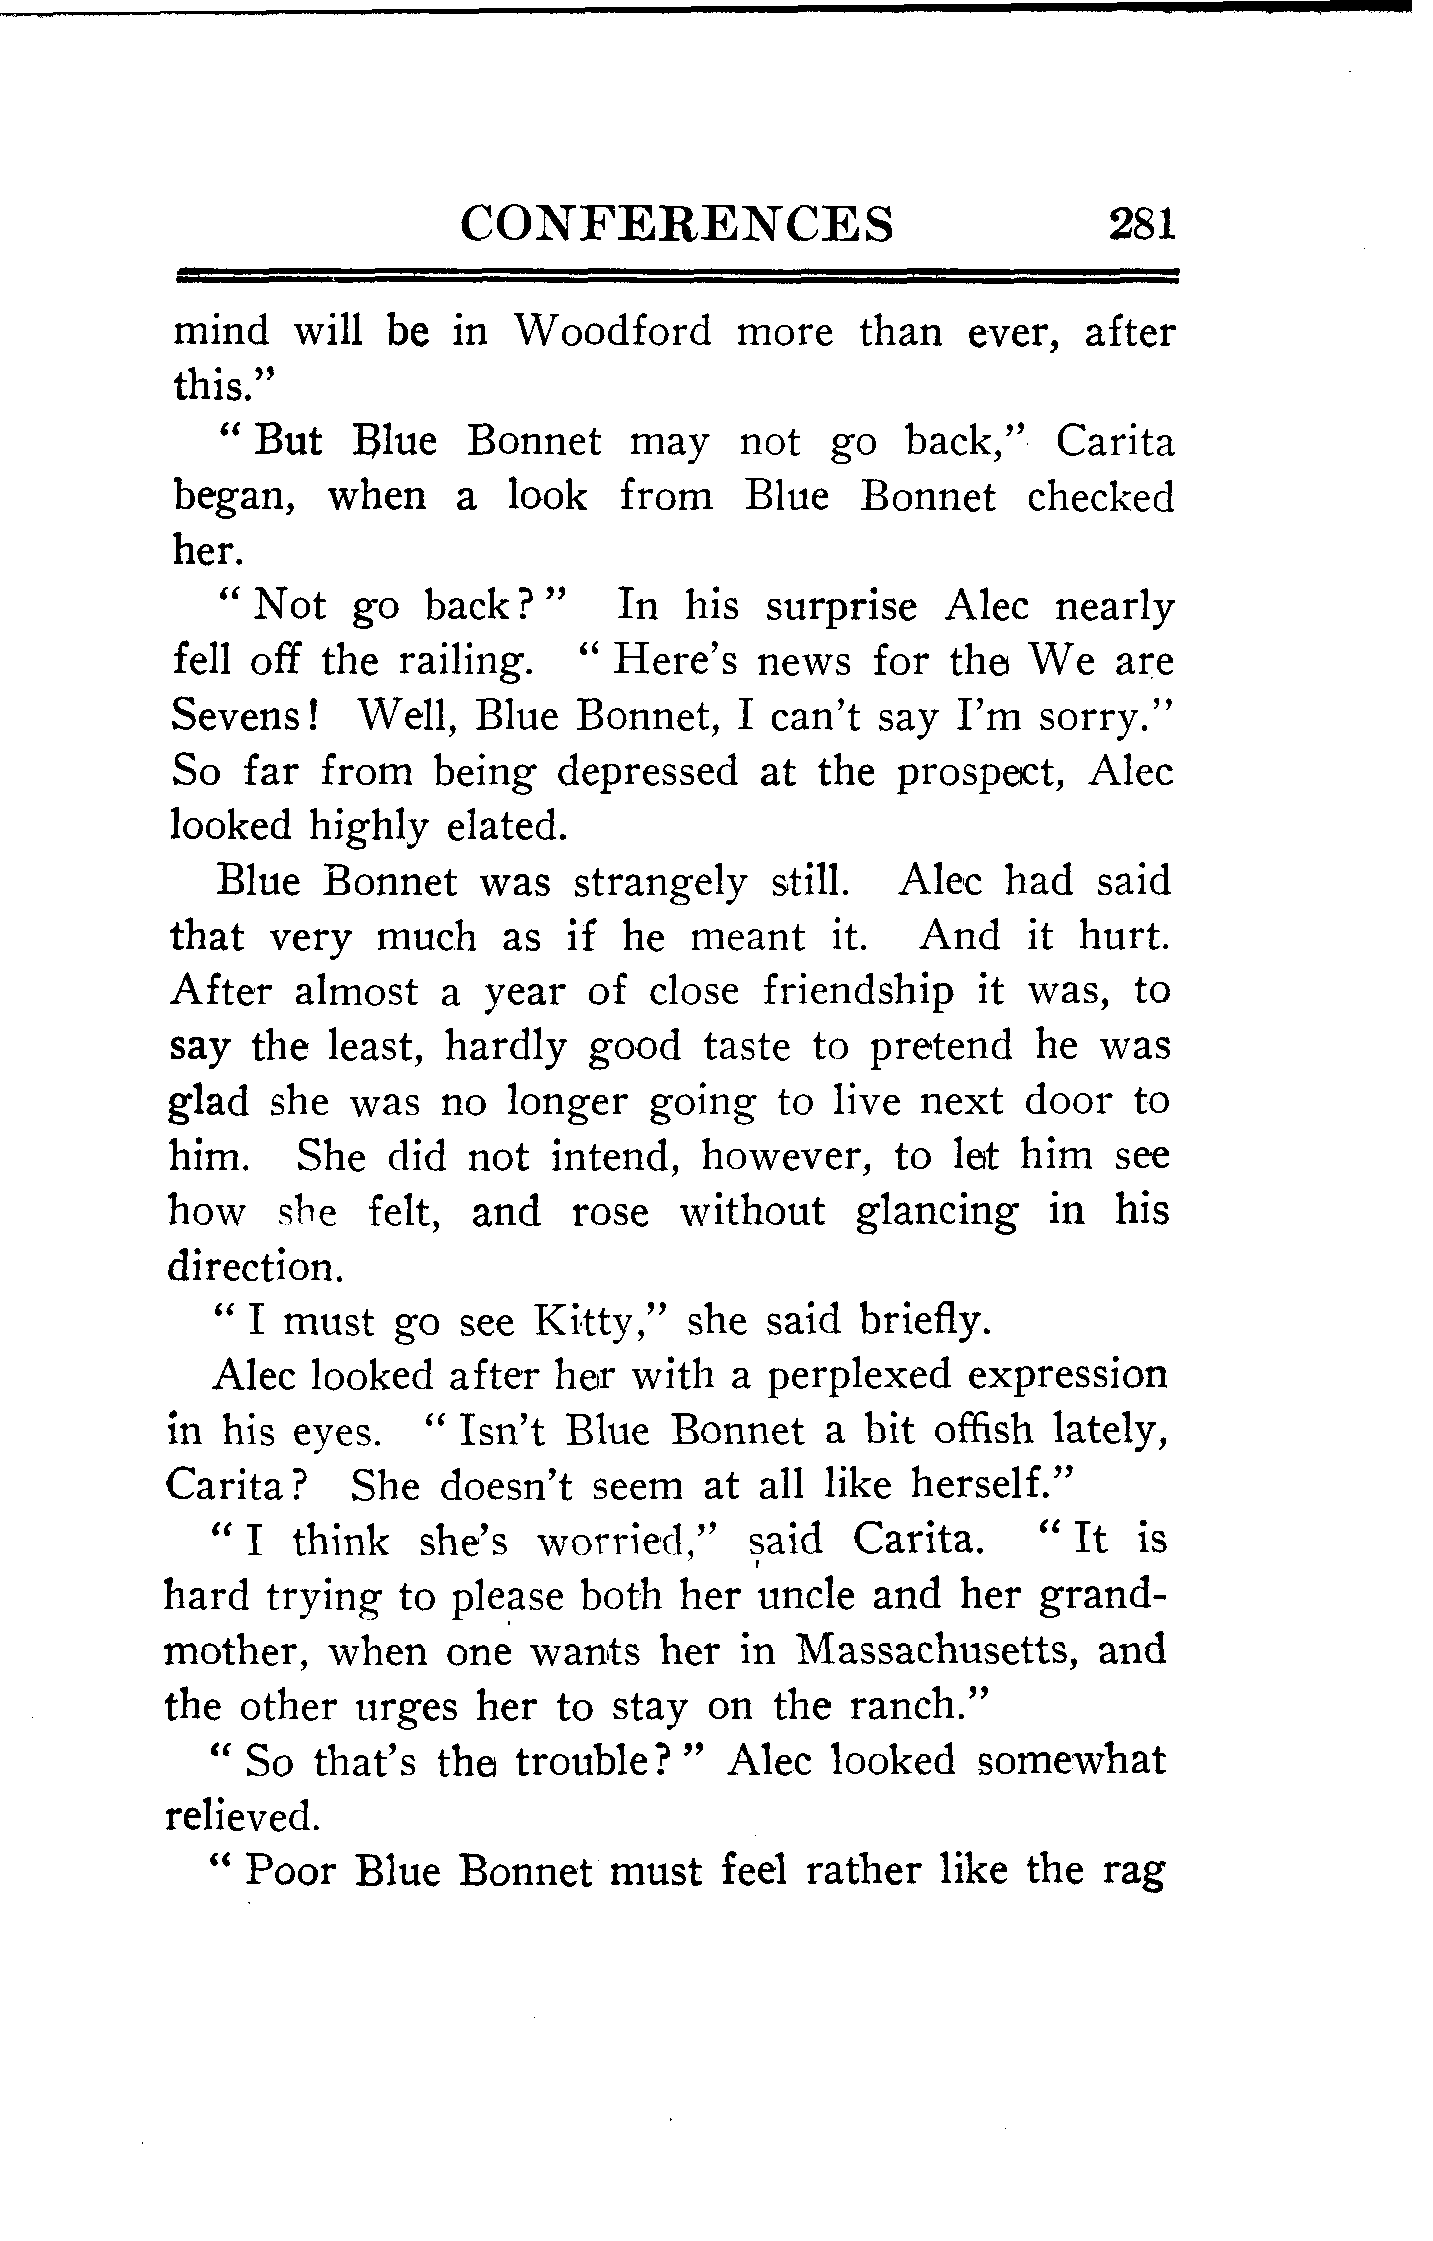 CONFERENCES 281
mind will be in Woodford more than ever, after
this."
"But Blue Bonnet may not go back," Carita
began, when a look from Blue Bonnet checked
her.
"Not go back?" In his surprise Alec nearly
fell off the railing. "Here's news for the We are
Sevens! Well, Blue Bonnet, I can't say I'm sorry."
So far from being depressed at the prospect, Alec
looked highly elated.
Blue Bonnet was strangely still. Alec had said
that very much as if he meant it. And it hurt.
After almost a year of close friendship it was, to
say the least, hardly good taste to pretend he was
glad she was no longer going to live next door to
him. She did not intend, however, to let him see
how she felt, and rose without glancing in his
direction.
"I must go see Kitty," she said briefly.
Alec looked after her with a perplexed expression
in his eyes. "Isn't Blue Bonnet a bit offish lately,
Carita? She doesn't seem at all like herself."
"I think she's worried," said Carita. "It is
hard trying to please both her uncle and her grand-
mother, when one wants her in Massachusetts, and
the other urges her to stay on the ranch."
"So that's the trouble?" Alec looked somewhat
relieved.
"Poor Blue Bonnet must feel rather like the rag